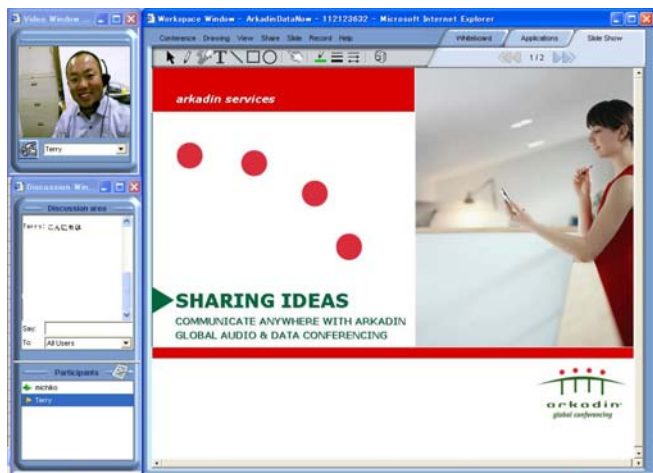 Video Window
Terry
Discussion Win...
Discussion area
Terry: こんにちは
Say:
To:
All Users
Participants
michiko
Terry
Workspace Window - ArkadinDataNow - 112123632 - Microsoft Internet Explorer
Conference Drawing View Share Slide Record Help
Whiteboard
Applications
Slide Show
T
1/2
arkadin services
SHARING IDEAS
COMMUNICATE ANYWHERE WITH ARKADIN
GLOBAL AUDIO & DATA CONFERENCING
arkadin
global conferencing